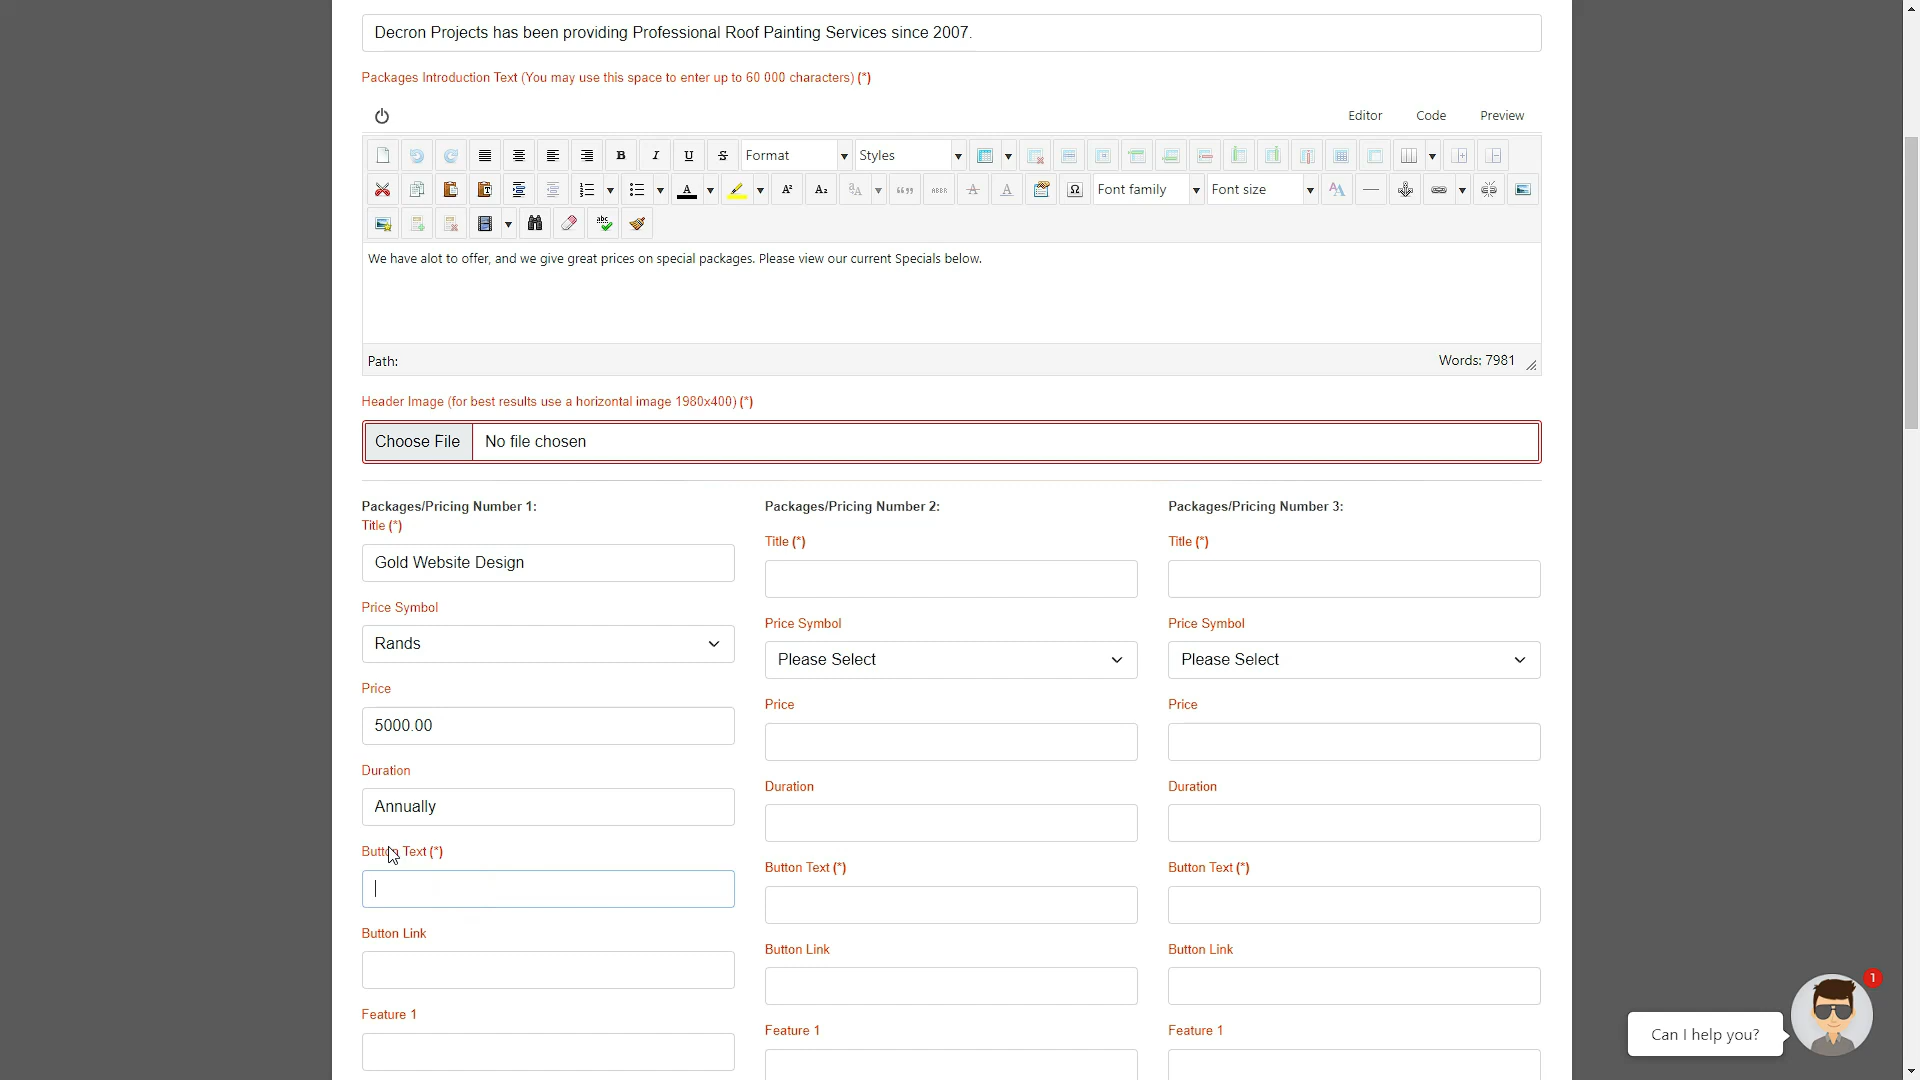 Decron Projects has been providing Professional Roof Painting Services since 2007.
Packages Introduction Text (You may use this space to enter up to 60 000 characters) (*)
Editor Code Preview
B I U S Format Styles
Font family Font size
We have alot to offer, and we give great prices on special packages. Please view our current Specials below.
Path: Words: 7981
Header Image (for best results use a horizontal image 1980x400) (*)
Choose File No file chosen
Packages/Pricing Number 1:
Title (*)
Gold Website Design
Price Symbol
Rands
Price
5000.00
Duration
Annually
Button Text (*)
Button Link
Feature 1
Packages/Pricing Number 2:
Title (*)
Price Symbol
Please Select
Price
Duration
Button Text (*)
Button Link
Feature 1
Packages/Pricing Number 3:
Title (*)
Price Symbol
Please Select
Price
Duration
Button Text (*)
Button Link
Feature 1
1
Can I help you?